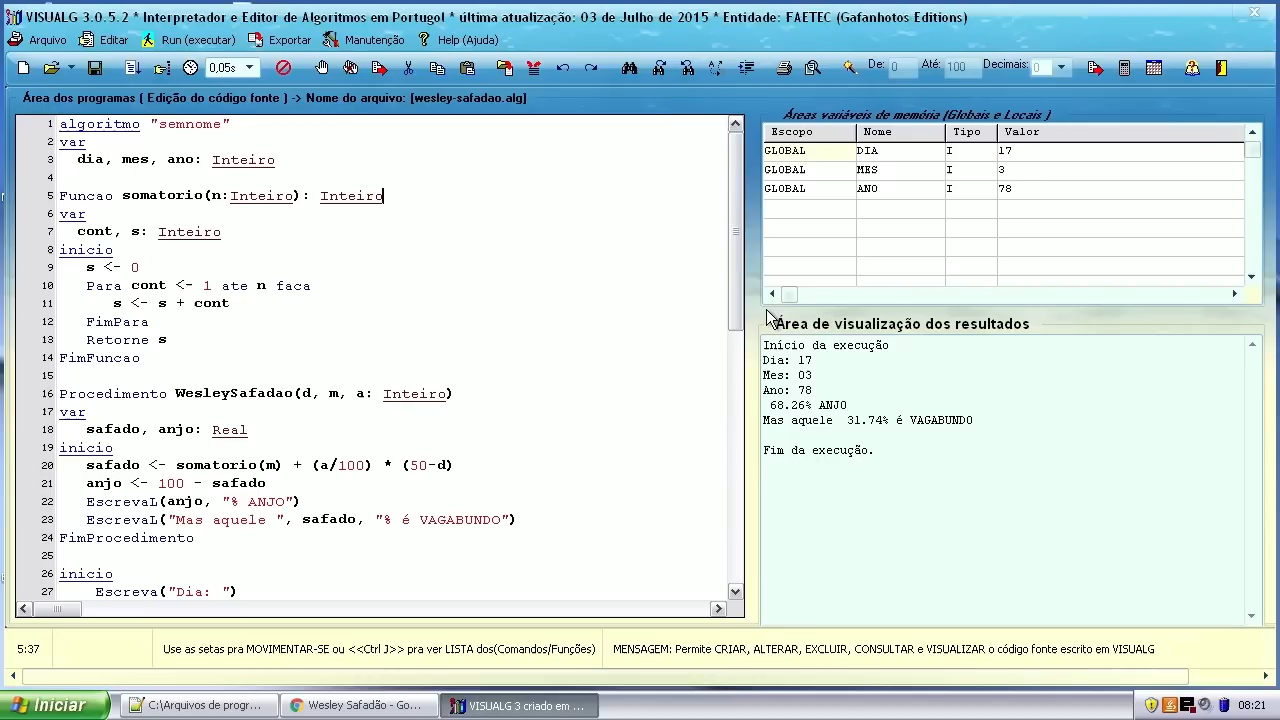 VISUALG 3.0.5.2 * Interpretador e Editor de Algoritmos em Portugol * última atualização: 03 de Julho de 2015 * Entidade: FAETEC (Gafanhotos Editions)
Arquivo Editar Run (executar) Exportar Manutenção Help (Ajuda)
0,05s De: 0 Até: 100 Decimais: 0
Área dos programas ( Edição do código fonte ) -> Nome do arquivo: [wesley-safadao.alg]
1 algoritmo "semnome"
2 var
3 dia, mes, ano: Inteiro
4
5 Funcao somatorio(n:Inteiro): Inteiro
6 var
7 cont, s: Inteiro
8 inicio
9 s <- 0
10 Para cont <- 1 ate n faca
11 s <- s + cont
12 FimPara
13 Retorne s
14 FimFuncao
15
16 Procedimento WesleySafadao(d, m, a: Inteiro)
17 var
18 safado, anjo: Real
19 inicio
20 safado <- somatorio(m) + (a/100) * (50-d)
21 anjo <- 100 - safado
22 EscrevaL(anjo, "% ANJO")
23 EscrevaL("Mas aquele ", safado, "% é VAGABUNDO")
24 FimProcedimento
25
26 inicio
27 Escreva("Dia: ")
Áreas variáveis de memória (Globais e Locais )
Escopo Nome Tipo Valor
GLOBAL DIA I 17
GLOBAL MES I 3
GLOBAL ANO I 78
Área de visualização dos resultados
Início da execução
Dia: 17
Mes: 03
Ano: 78
68.26% ANJO
Mas aquele 31.74% é VAGABUNDO
Fim da execução.
5:37 Use as setas pra MOVIMENTAR-SE ou <<Ctrl J>> pra ver LISTA dos(Comandos/Funções) MENSAGEM: Permite CRIAR, ALTERAR, EXCLUIR, CONSULTAR e VISUALIZAR o código fonte escrito em VISUALG
Iniciar C:\Arquivos de progr... Wesley Safadão - Go... VISUALG 3 criado em ... 08:21